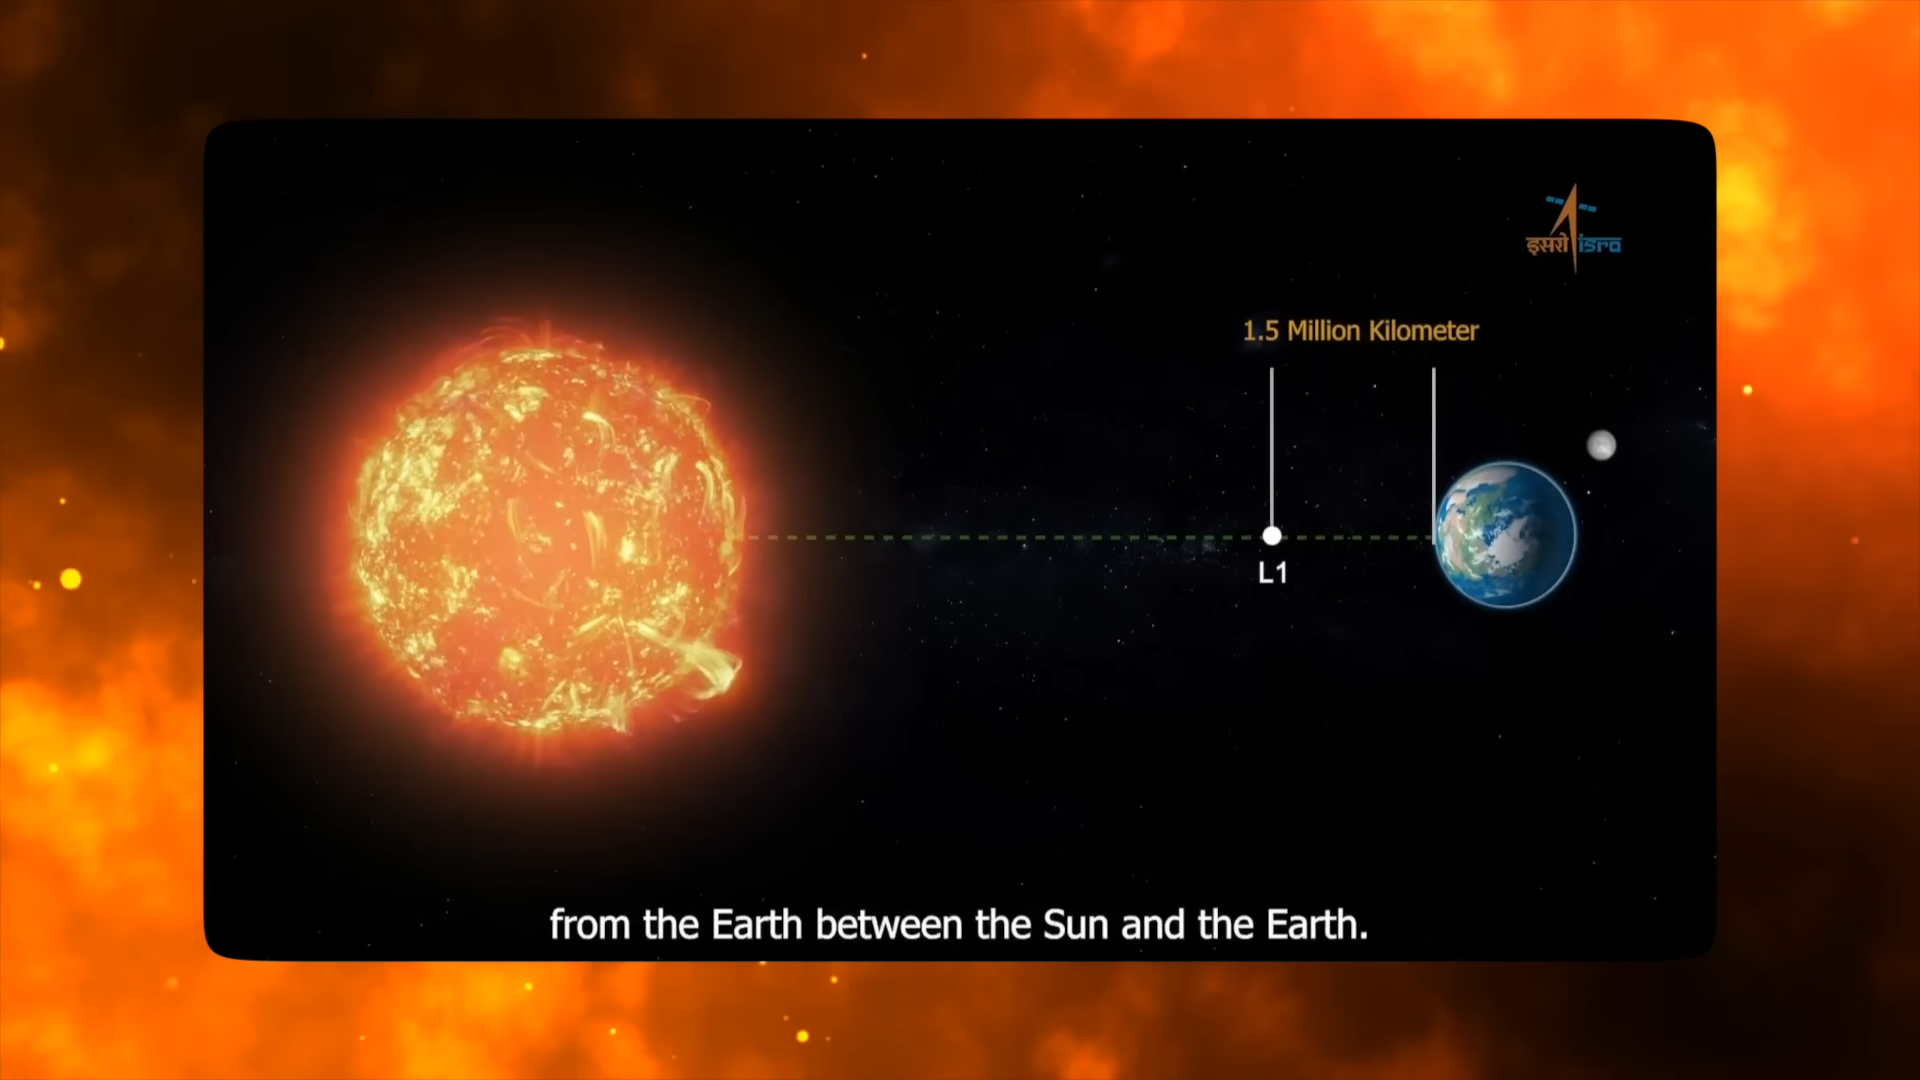 इसरो isro
1.5 Million Kilometer
L1
from the Earth between the Sun and the Earth.